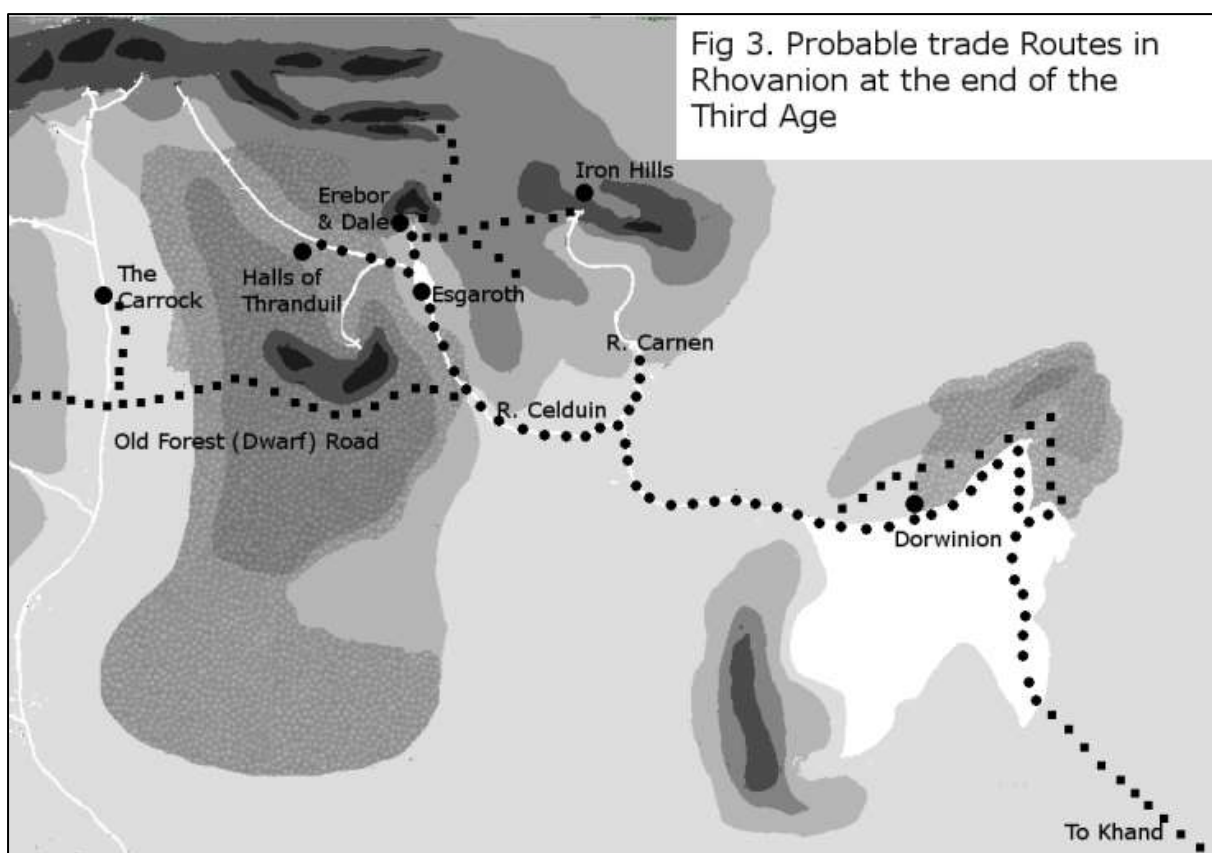 Fig 3. Probable trade Routes in
Rhovanion at the end of the
Third Age
Iron Hills
Erebor
& Dale
The
Carrock
Halls of
Thranduil
Esgaroth
R. Carnen
R. Celduin
Old Forest (Dwarf) Road
Dorwinion
To Khand